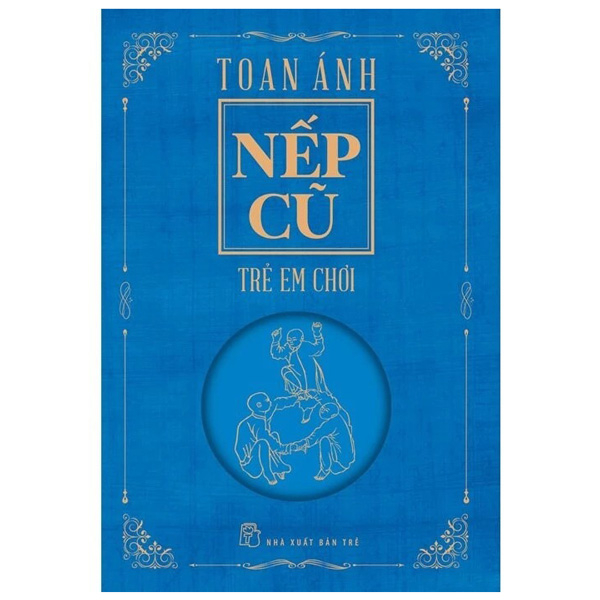 TOAN ÁNH
NẾP
CŨ
TRẺ EM CHƠI
NHÀ XUẤT BẢN TRẺ